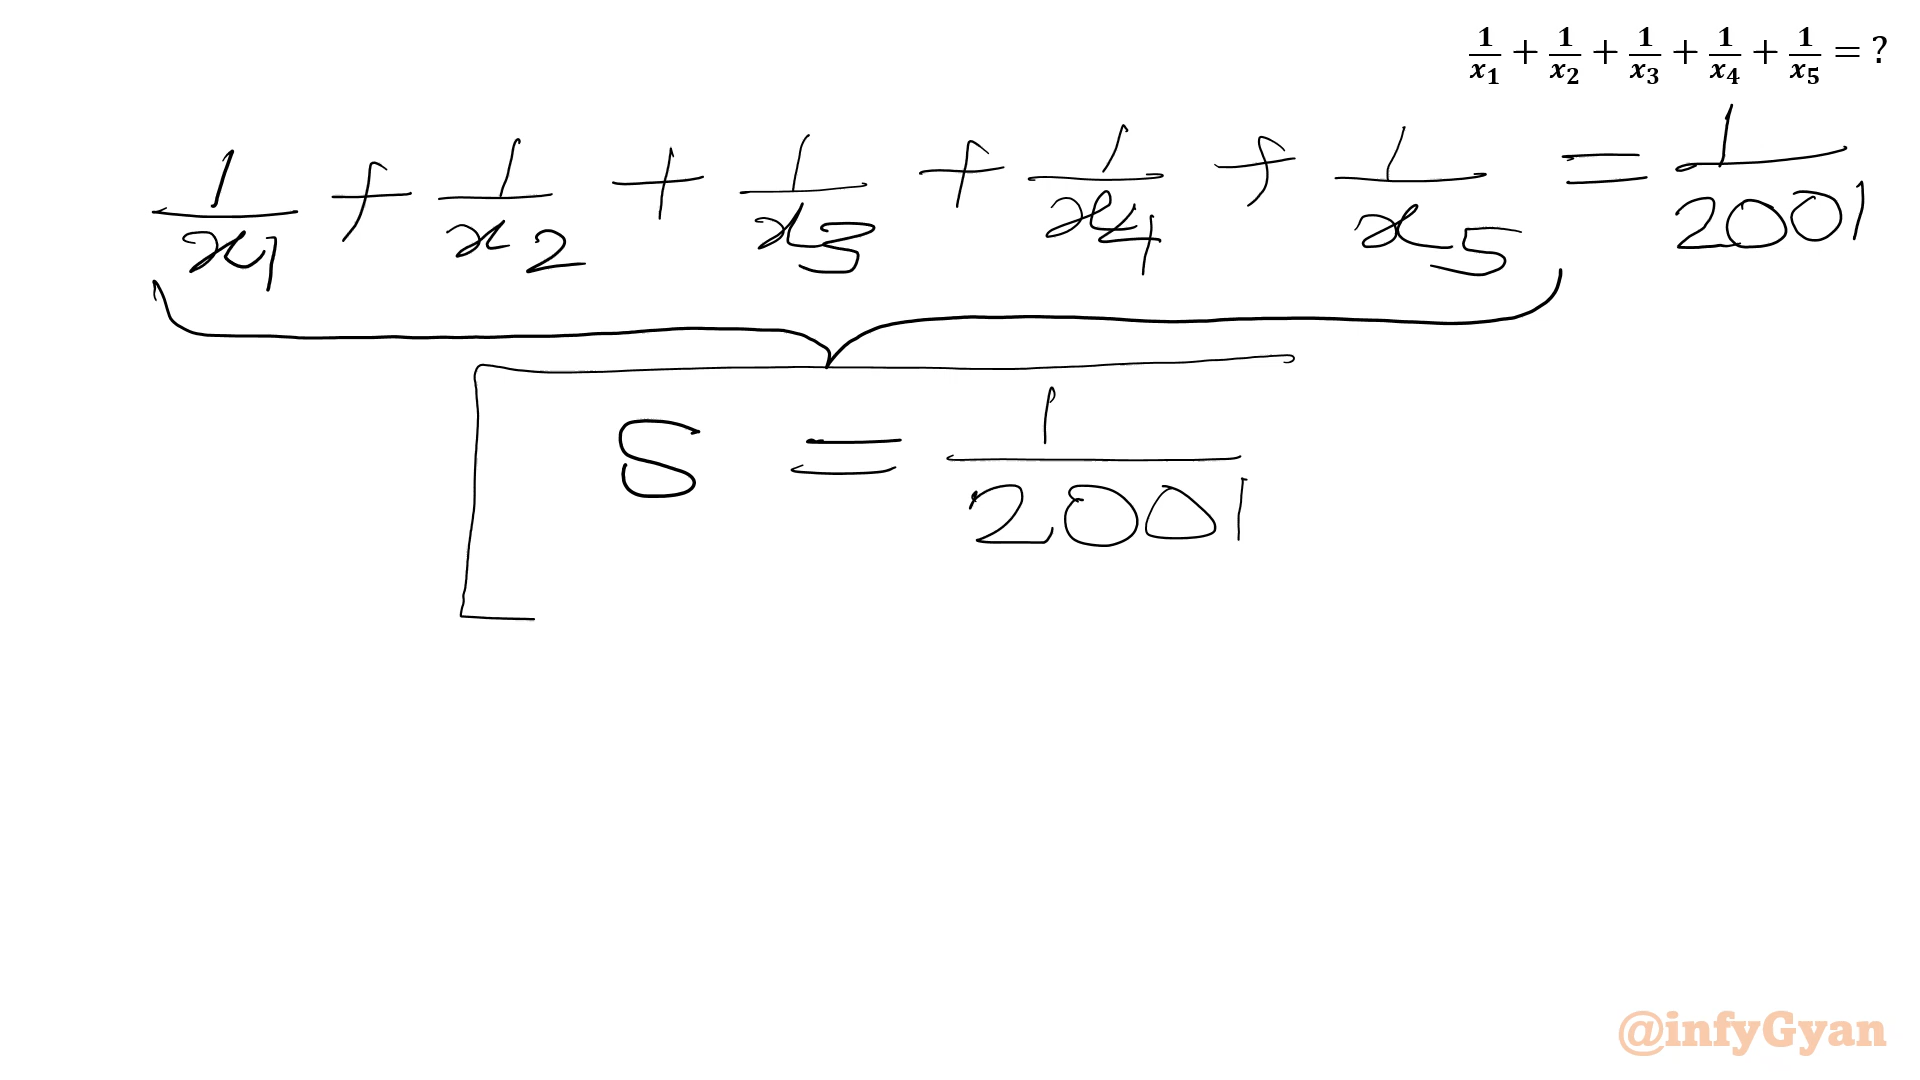 1/x₁ + 1/x₂ + 1/x₃ + 1/x₄ + 1/x₅ = ?
1/x₁ + 1/x₂ + 1/x₃ + 1/x₄ + 1/x₅ = 1/2001
S = 1/2001
@infyGyan